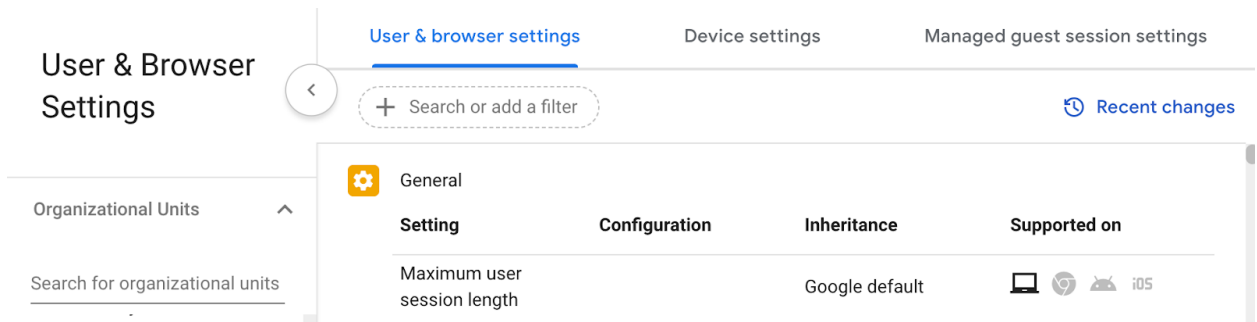 User & Browser
Settings
Organizational Units
Search for organizational units
User & browser settings Device settings Managed guest session settings
Search or add a filter Recent changes
General
Setting Configuration Inheritance Supported on
Maximum user
session length Google default iOS